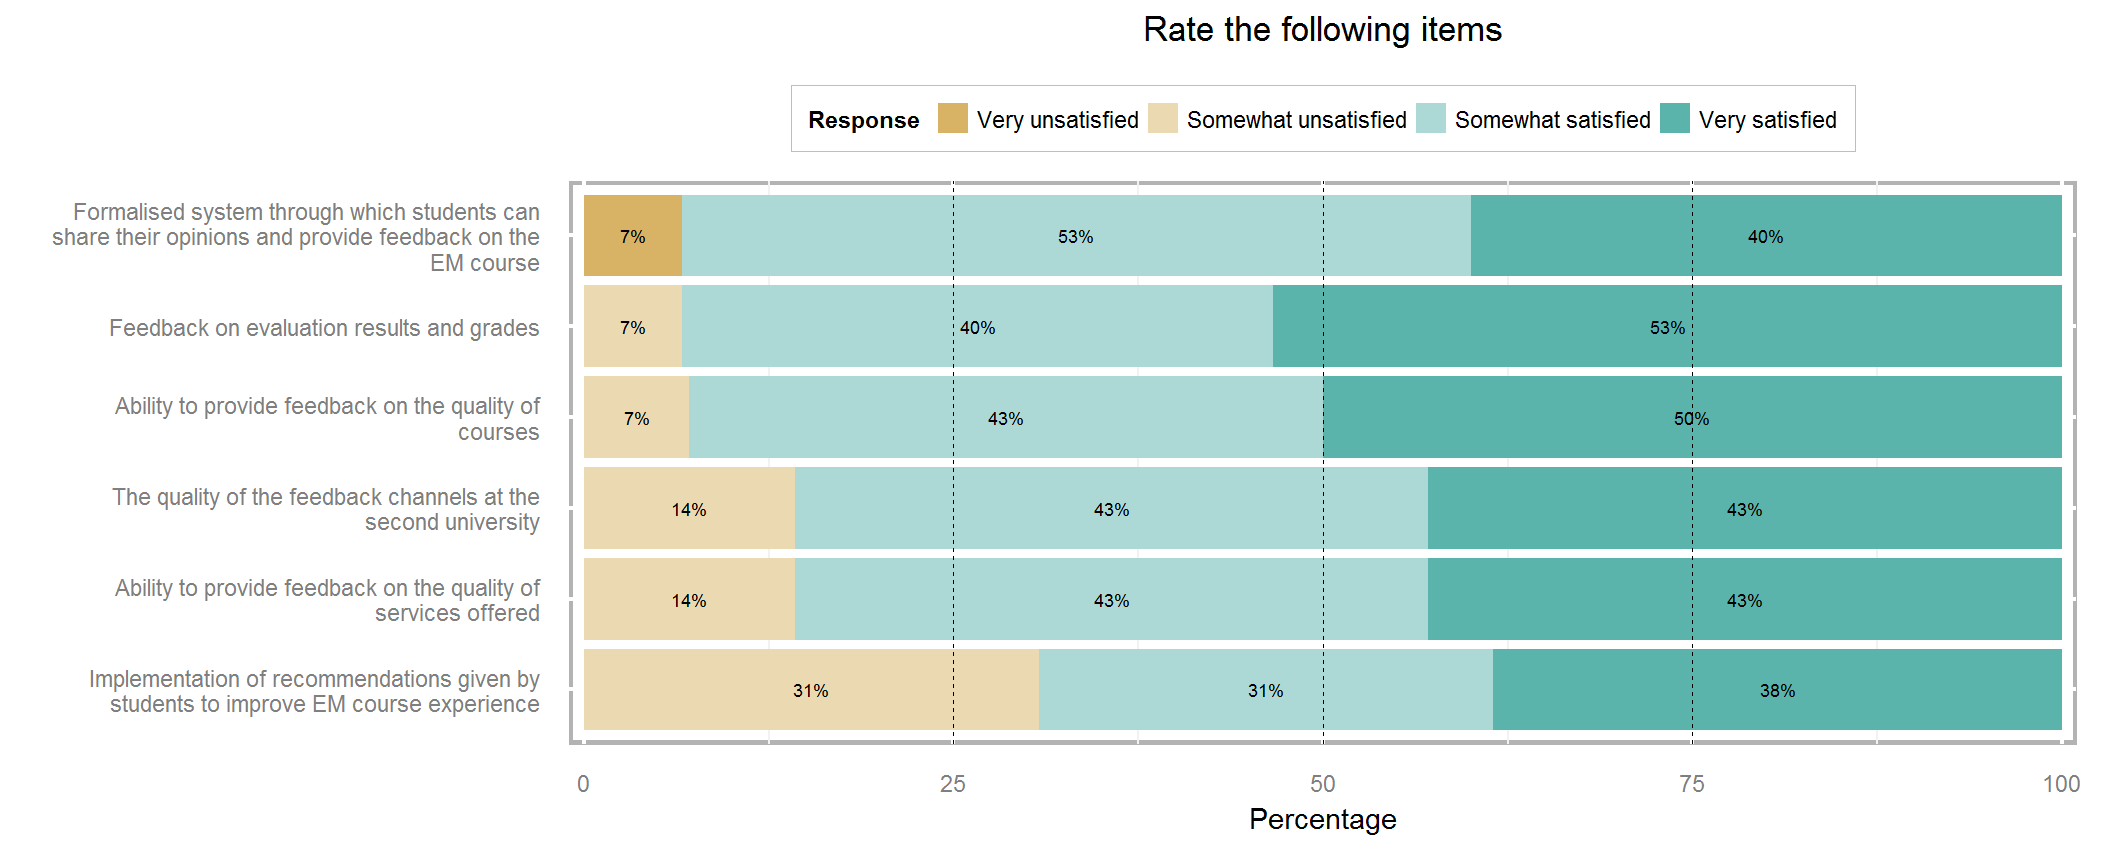 Rate the following items
Response Very unsatisfied Somewhat unsatisfied Somewhat satisfied Very satisfied
Formalised system through which students can
share their opinions and provide feedback on the
EM course
7% 53% 40%
Feedback on evaluation results and grades
7% 40% 53%
Ability to provide feedback on the quality of
courses
7% 43% 50%
The quality of the feedback channels at the
second university
14% 43% 43%
Ability to provide feedback on the quality of
services offered
14% 43% 43%
Implementation of recommendations given by
students to improve EM course experience
31% 31% 38%
0 25 50 75 100
Percentage